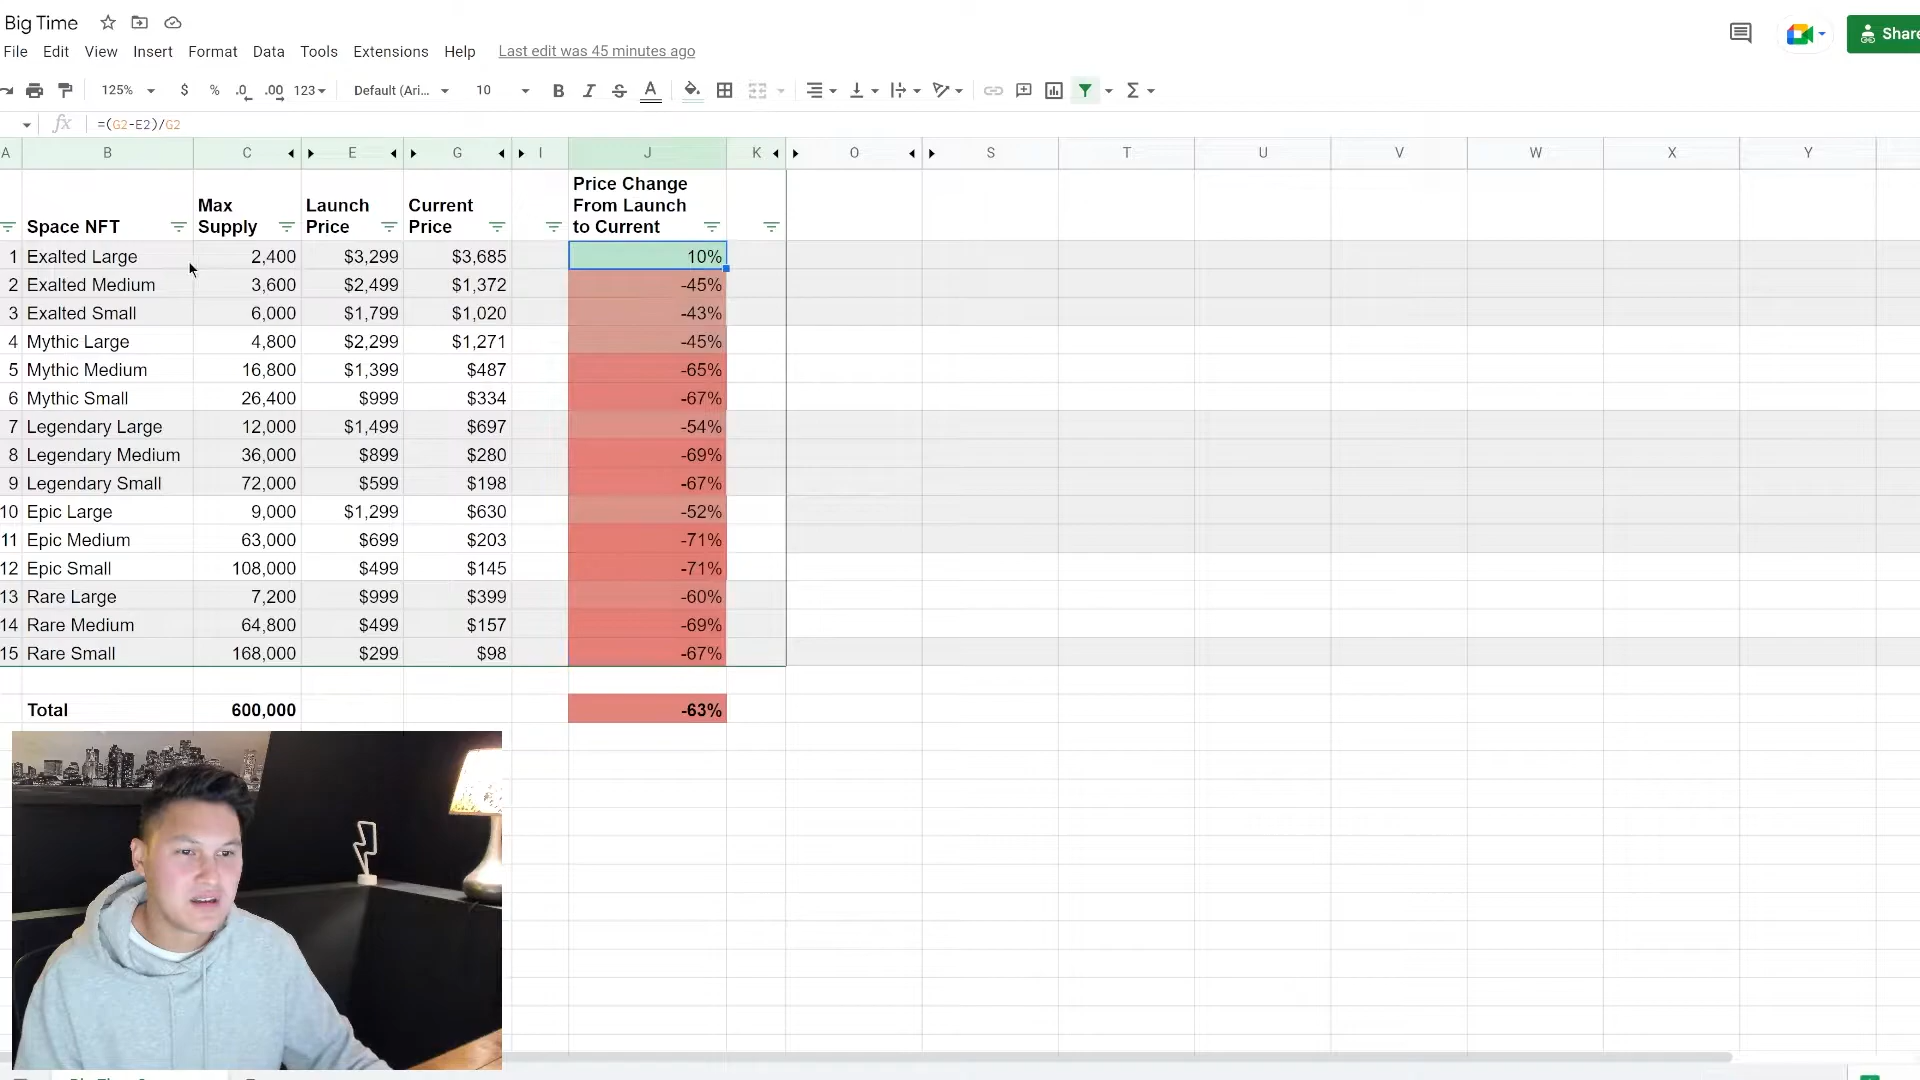 Big Time
File Edit View Insert Format Data Tools Extensions Help Last edit was 45 minutes ago
Share
125% $ % .0 .00 123 Default (Ari... 10 B I S A
fx =(G2-E2)/G2
A B C E G I J K O S T U V W X Y
Space NFT Max Supply Launch Price Current Price Price Change From Launch to Current
1 Exalted Large 2,400 $3,299 $3,685 10%
2 Exalted Medium 3,600 $2,499 $1,372 -45%
3 Exalted Small 6,000 $1,799 $1,020 -43%
4 Mythic Large 4,800 $2,299 $1,271 -45%
5 Mythic Medium 16,800 $1,399 $487 -65%
6 Mythic Small 26,400 $999 $334 -67%
7 Legendary Large 12,000 $1,499 $697 -54%
8 Legendary Medium 36,000 $899 $280 -69%
9 Legendary Small 72,000 $599 $198 -67%
10 Epic Large 9,000 $1,299 $630 -52%
11 Epic Medium 63,000 $699 $203 -71%
12 Epic Small 108,000 $499 $145 -71%
13 Rare Large 7,200 $999 $399 -60%
14 Rare Medium 64,800 $499 $157 -69%
15 Rare Small 168,000 $299 $98 -67%
Total 600,000 -63%